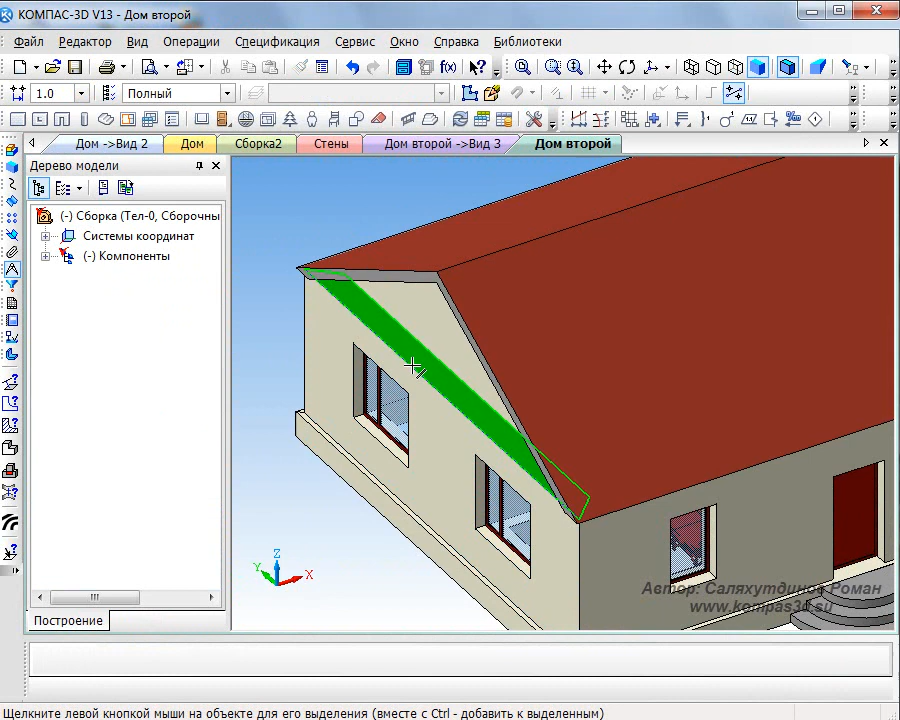 КОМПАС-3D V13 - Дом второй
Файл Редактор Вид Операции Спецификация Сервис Окно Справка Библиотеки
f(x)
1.0 Полный
Дом ->Вид 2 Дом Сборка2 Стены Дом второй ->Вид 3 Дом второй
Дерево модели
(-) Сборка (Тел-0, Сборочны
Системы координат
(-) Компоненты
Z
Y
X
Автор: Саляхутдинов Роман
www.kompas3d.su
Построение
Щелкните левой кнопкой мыши на объекте для его выделения (вместе с Ctrl - добавить к выделенным)